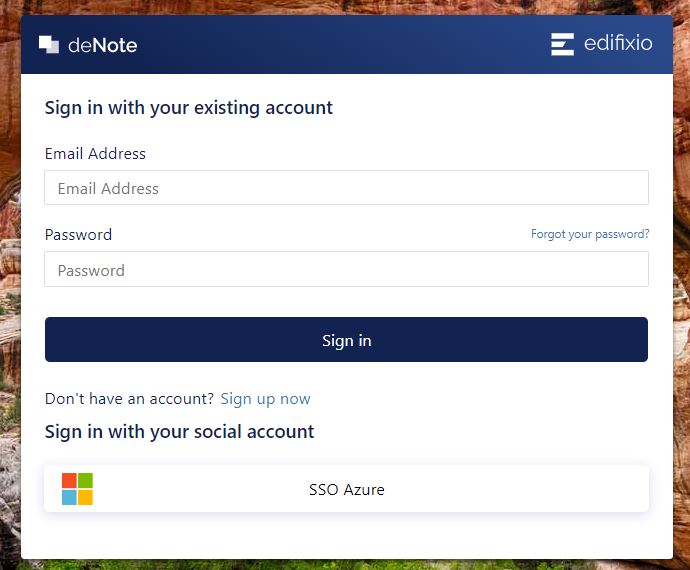 deNote
edifixio
Sign in with your existing account
Email Address
Email Address
Password
Forgot your password?
Password
Sign in
Don't have an account? Sign up now
Sign in with your social account
SSO Azure